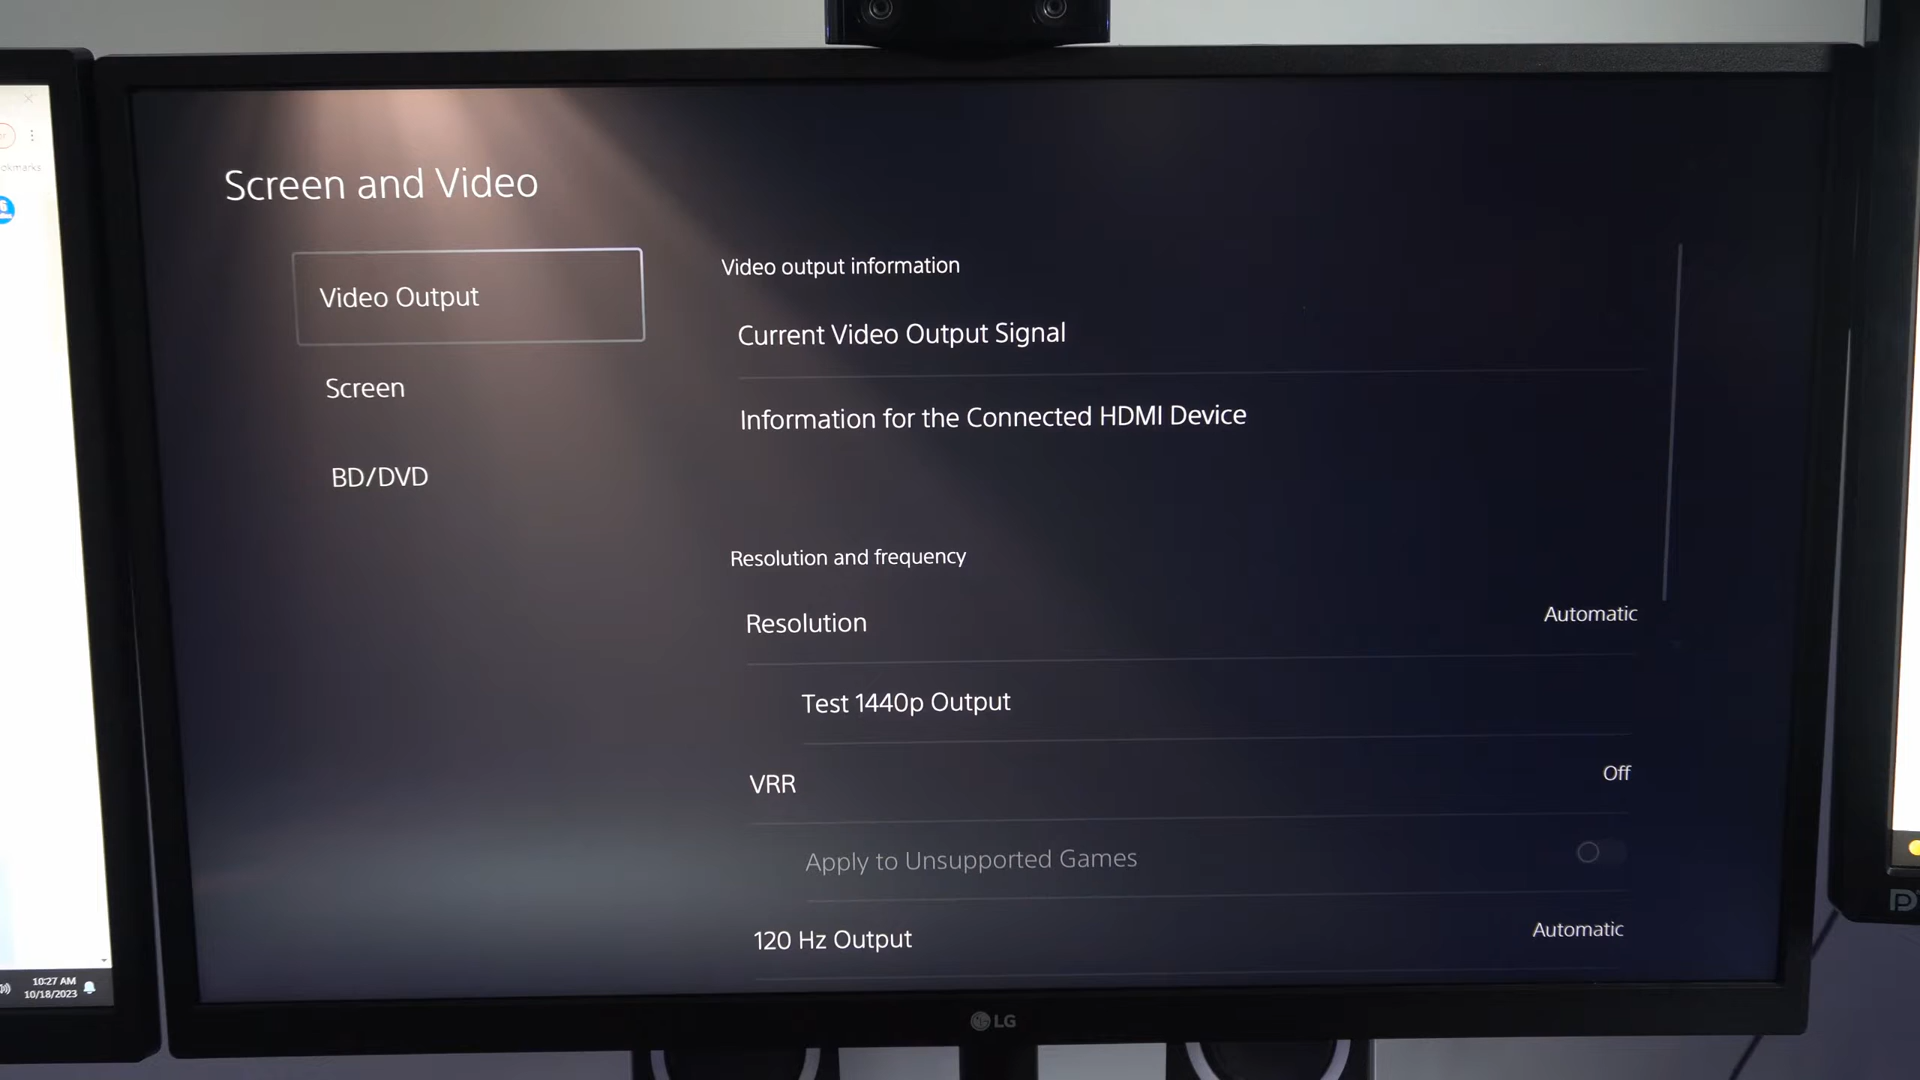 Screen and Video
Video Output
Screen
BD/DVD
Video output information
Current Video Output Signal
Information for the Connected HDMI Device
Resolution and frequency
Resolution
Automatic
Test 1440p Output
VRR
Off
Apply to Unsupported Games
120 Hz Output
Automatic
LG
10:27 AM
10/18/2023